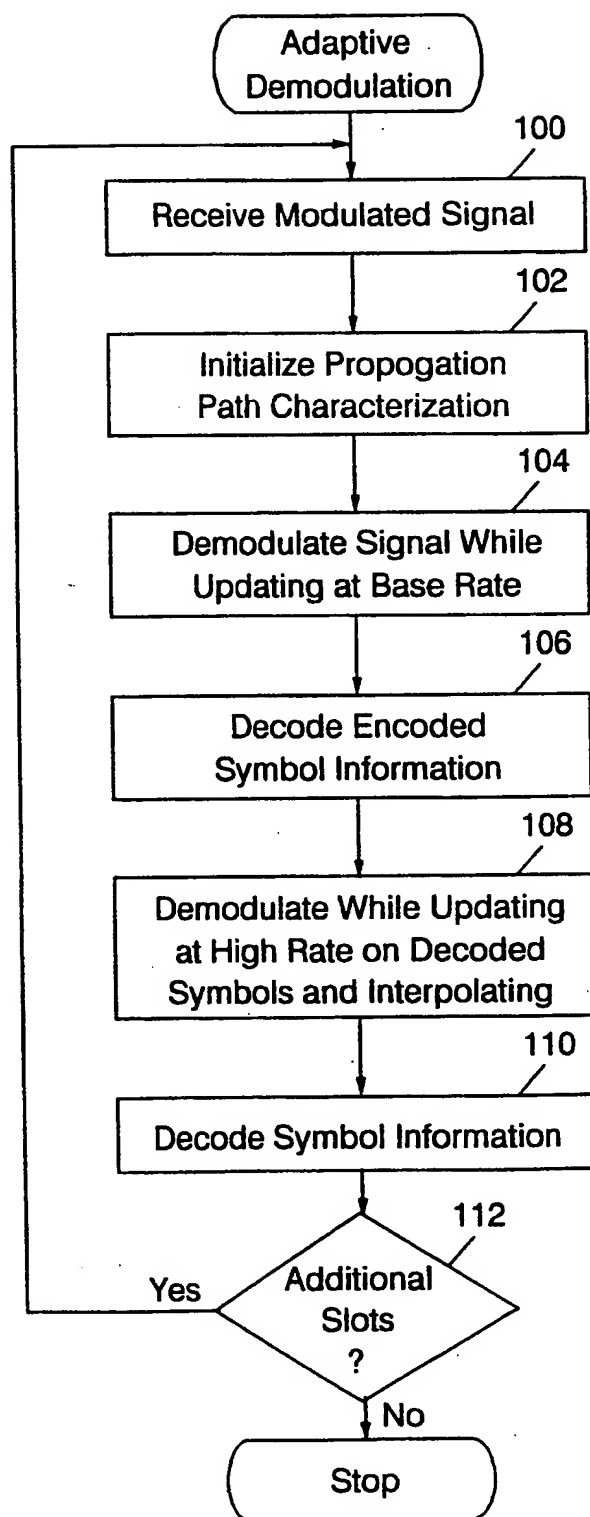 Adaptive
Demodulation
100
Receive Modulated Signal
102
Initialize Propogation
Path Characterization
104
Demodulate Signal While
Updating at Base Rate
106
Decode Encoded
Symbol Information
108
Demodulate While Updating
at High Rate on Decoded
Symbols and Interpolating
110
Decode Symbol Information
112
Yes
Additional
Slots
?
No
Stop